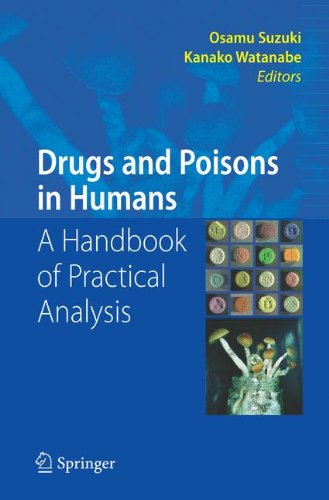 Osamu Suzuki
Kanako Watanabe
Editors
Drugs and Poisons
in Humans
A Handbook
of Practical
Analysis
Springer